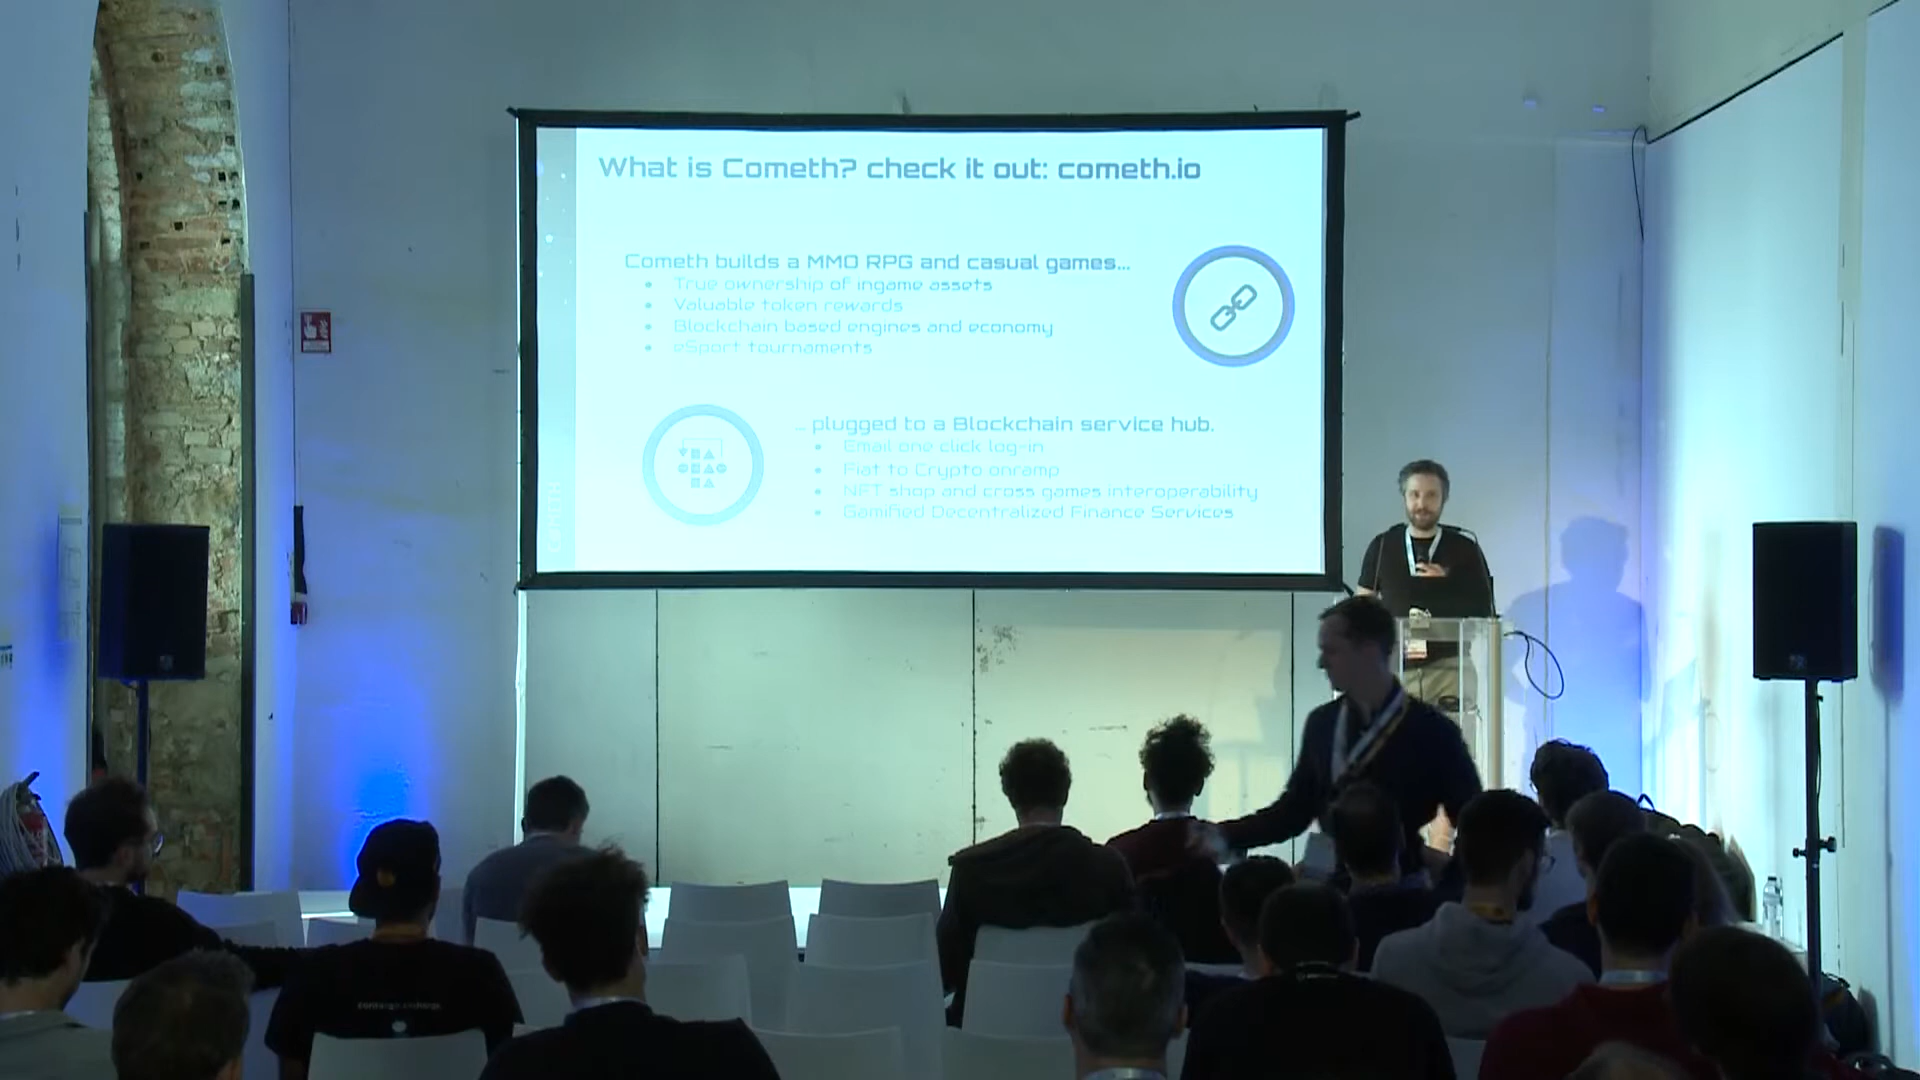 What is Cometh? check it out: cometh.io
Cometh builds a MMO RPG and casual games...
• True ownership of ingame assets
• Valuable token rewards
• Blockchain based engines and economy
• eSport tournaments
... plugged to a Blockchain service hub.
• Email one click log-in
• Fiat to Crypto onramp
• NFT shop and cross games interoperability
• Gamified Decentralized Finance Services
COMETH